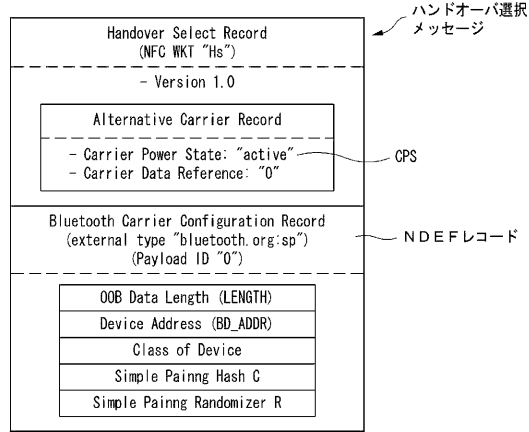 Handover Select Record
(NFC WKT "Hs")
ハンドオーバ選択
メッセージ
- Version 1.0
Alternative Carrier Record
- Carrier Power State: "active"
CPS
- Carrier Data Reference: "0"
Bluetooth Carrier Configuration Record
(external type "bluetooth.org:sp")
NDEFレコード
(Payload ID "0")
OOB Data Length (LENGTH)
Device Address (BD_ADDR)
Class of Device
Simple Painng Hash C
Simple Painng Randomizer R